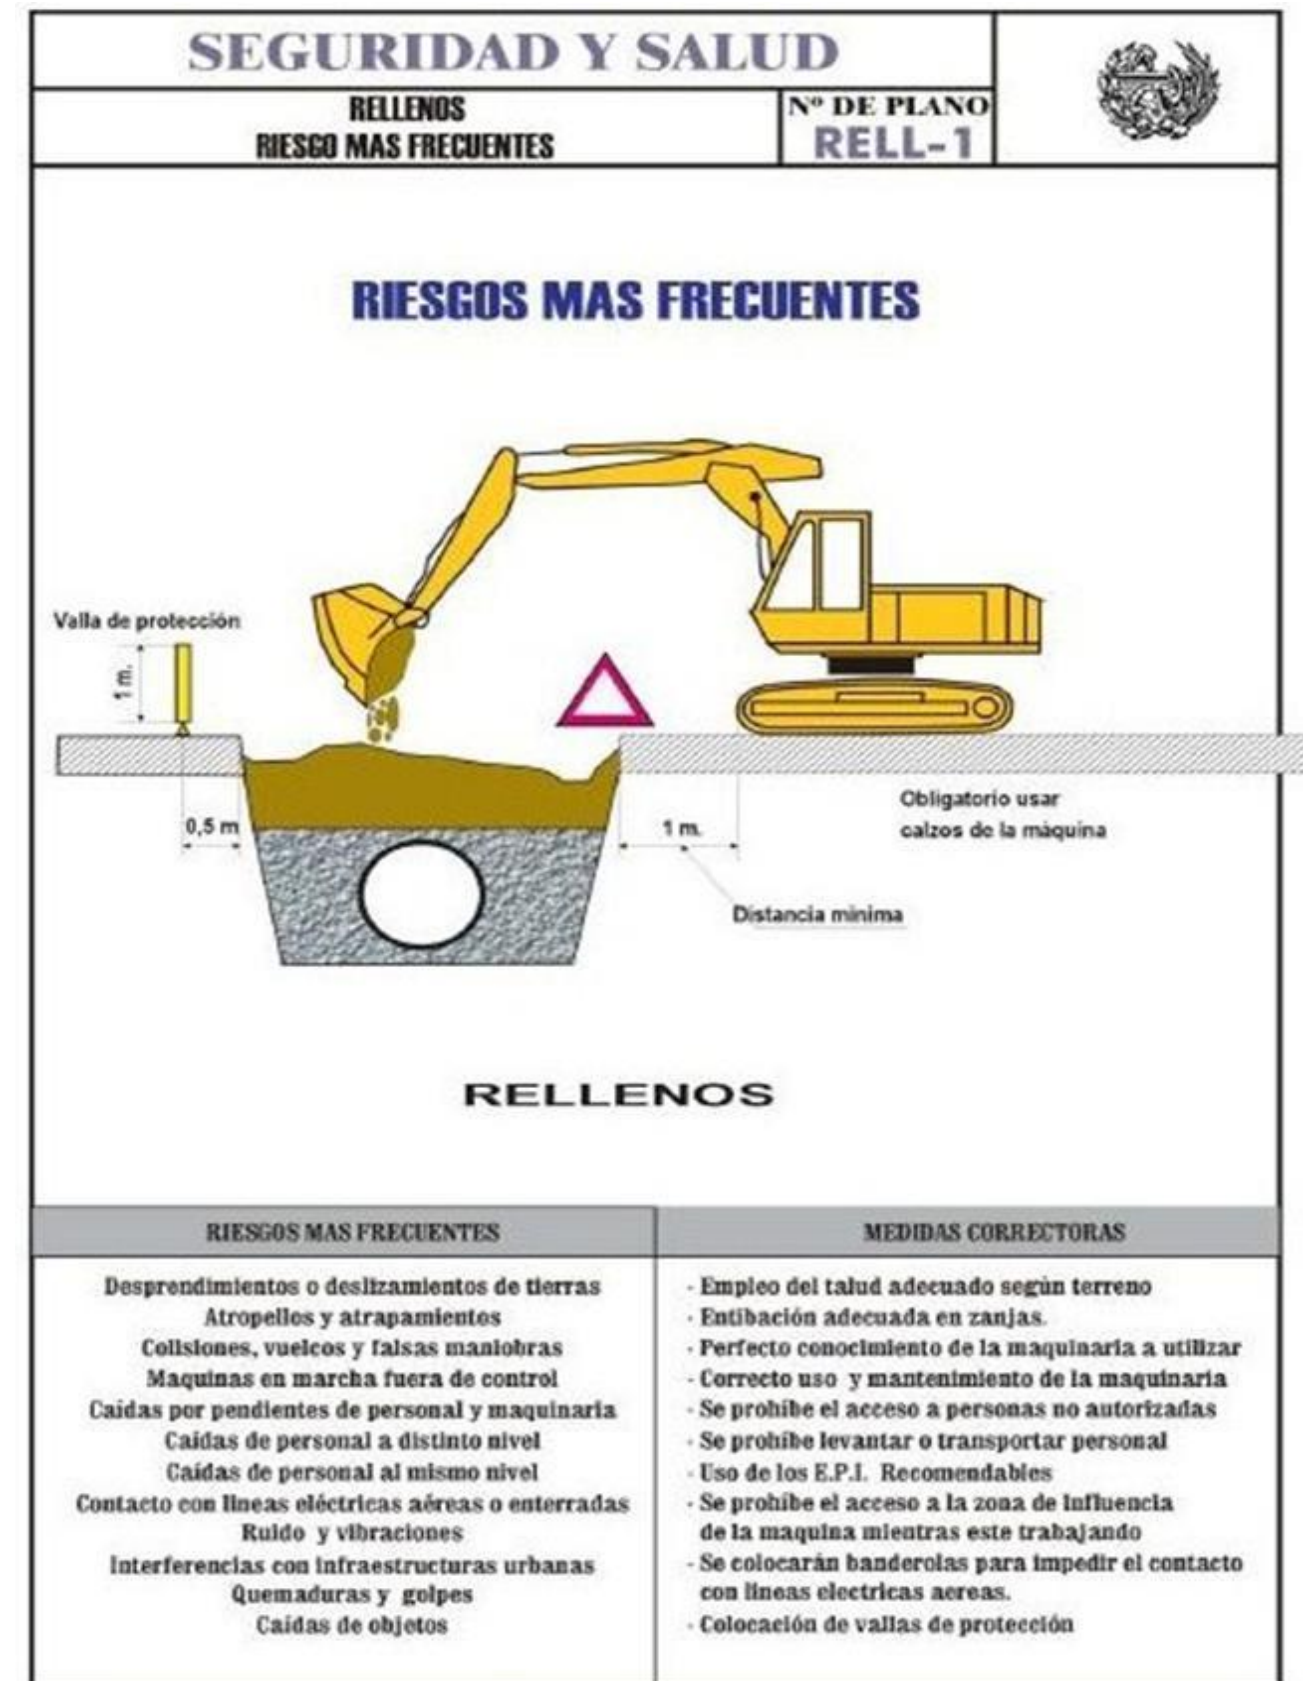 SEGURIDAD Y SALUD
RELLENOS
RIESGO MAS FRECUENTES
Nº DE PLANO
RELL-1
RIESGOS MAS FRECUENTES
Valla de protección
1 m.
0,5 m
1 m.
Obligatorio usar
calzos de la màquina
Distancia minima
RELLENOS
RIESGOS MAS FRECUENTES
Desprendimientos o deslizamientos de tierras
Atropellos y atrapamientos
Colisiones, vuelcos y falsas maniobras
Maquinas en marcha fuera de control
Caídas por pendientes de personal y maquinaria
Caídas de personal a distinto nivel
Caídas de personal al mismo nivel
Contacto con lineas eléctricas aéreas o enterradas
Ruido y vibraciones
Interferencias con infraestructuras urbanas
Quemaduras y golpes
Caídas de objetos
MEDIDAS CORRECTORAS
- Empleo del talud adecuado según terreno
- Entibación adecuada en zanjas.
- Perfecto conocimiento de la maquinaria a utilizar
- Correcto uso y mantenimiento de la maquinaria
- Se prohíbe el acceso a personas no autorizadas
- Se prohíbe levantar o transportar personal
- Uso de los E.P.I. Recomendables
- Se prohíbe el acceso a la zona de influencia
de la maquina mientras este trabajando
- Se colocarán banderolas para impedir el contacto
con lineas electricas aereas.
- Colocación de vallas de protección